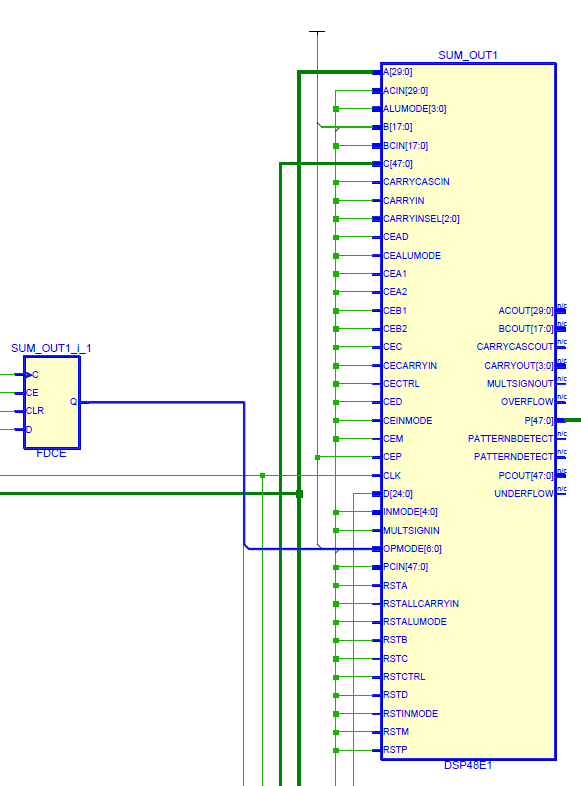 SUM_OUT1
A[29:0]
ACIN[29:0]
ALUMODE[3:0]
B[17:0]
BCIN[17:0]
C[47:0]
CARRYCASCIN
CARRYIN
CARRYINSEL[2:0]
CEAD
CEALUMODE
CEA1
CEA2
CEB1
CEB2
CEC
CECARRYIN
CECTRL
CED
CEINMODE
CEM
CEP
CLK
D[24:0]
INMODE[4:0]
MULTSIGNIN
OPMODE[6:0]
PCIN[47:0]
RSTA
RSTALLCARRYIN
RSTALUMODE
RSTB
RSTC
RSTCTRL
RSTD
RSTINMODE
RSTM
RSTP
ACOUT[29:0] n/c
BCOUT[17:0] n/c
CARRYCASCOUT n/c
CARRYOUT[3:0] n/c
MULTSIGNOUT n/c
OVERFLOW n/c
P[47:0]
PATTERNBDETECT n/c
PATTERNDETECT n/c
PCOUT[47:0] n/c
UNDERFLOW n/c
DSP48E1
SUM_OUT1_i_1
C
CE
CLR
D
Q
FDCE